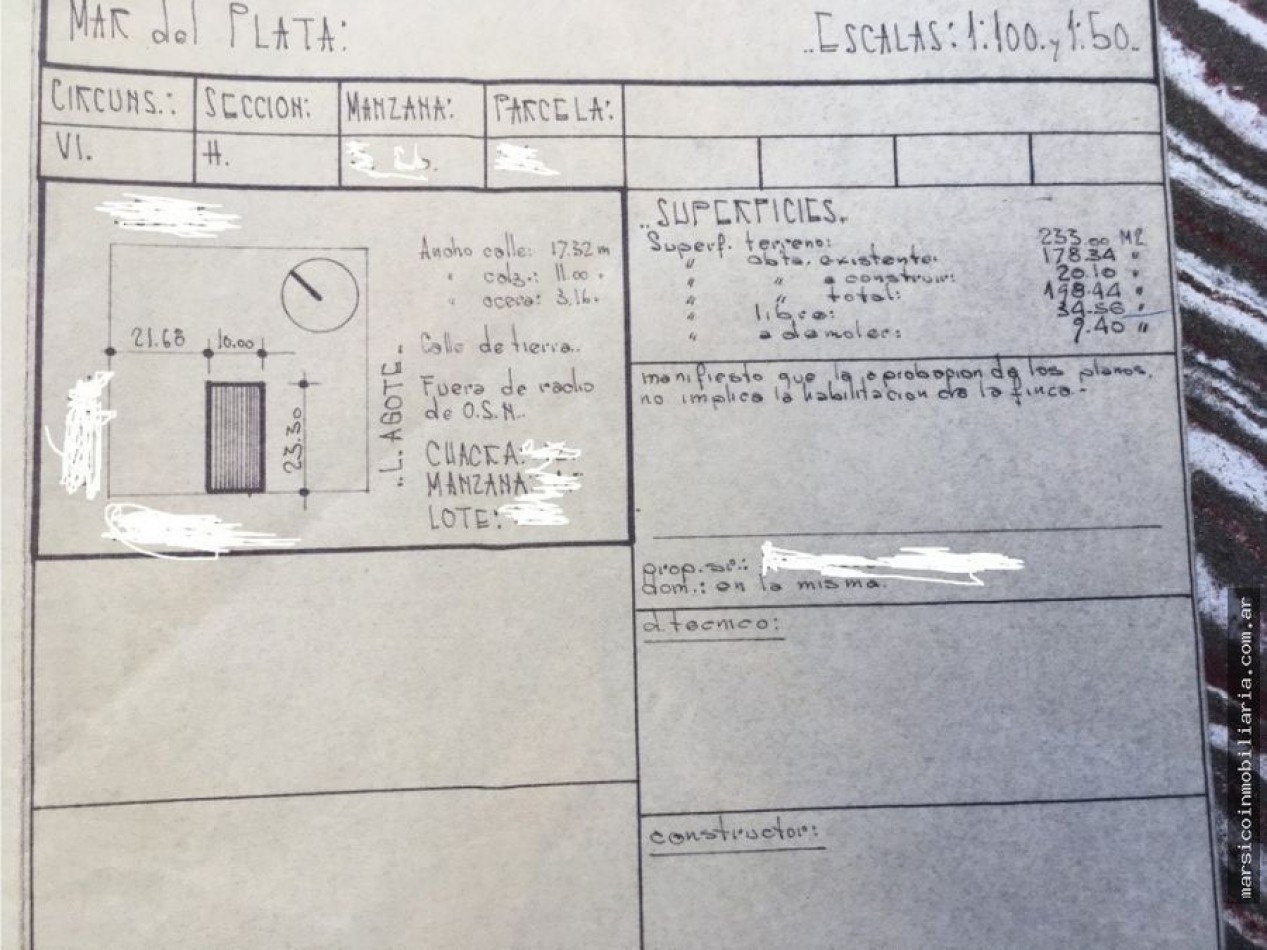 MAR del PLATA:
..ESCALAS: 1:100. y 1:50..
CIRCUNS.: SECCION: MANZANA: PARCELA:
VI. H.
Ancho calle: 17.32 m
" calz.: 11.00 "
" acera: 3.16 "
21.68 10.00
Calle de tierra..
Fuera de radio
de O.S.N..
23.30
..L. AGOTE..
CHACRA:
MANZANA
LOTE:
..SUPERFICIES.
Superf. terreno: 233.00 M2
" cbta. existente: 178.34 "
" " a construir: 20.10 "
" " total: 198.44 "
" libre: 34.56 "
" a demoler: 9.40 "
manifiesto que la aprobacion de los planos,
no implica la habilitacion de la finca.-
prop. sr.:
dom.: en la misma.
d. tecnico:
constructor:
marsicoinmobiliaria.com.ar